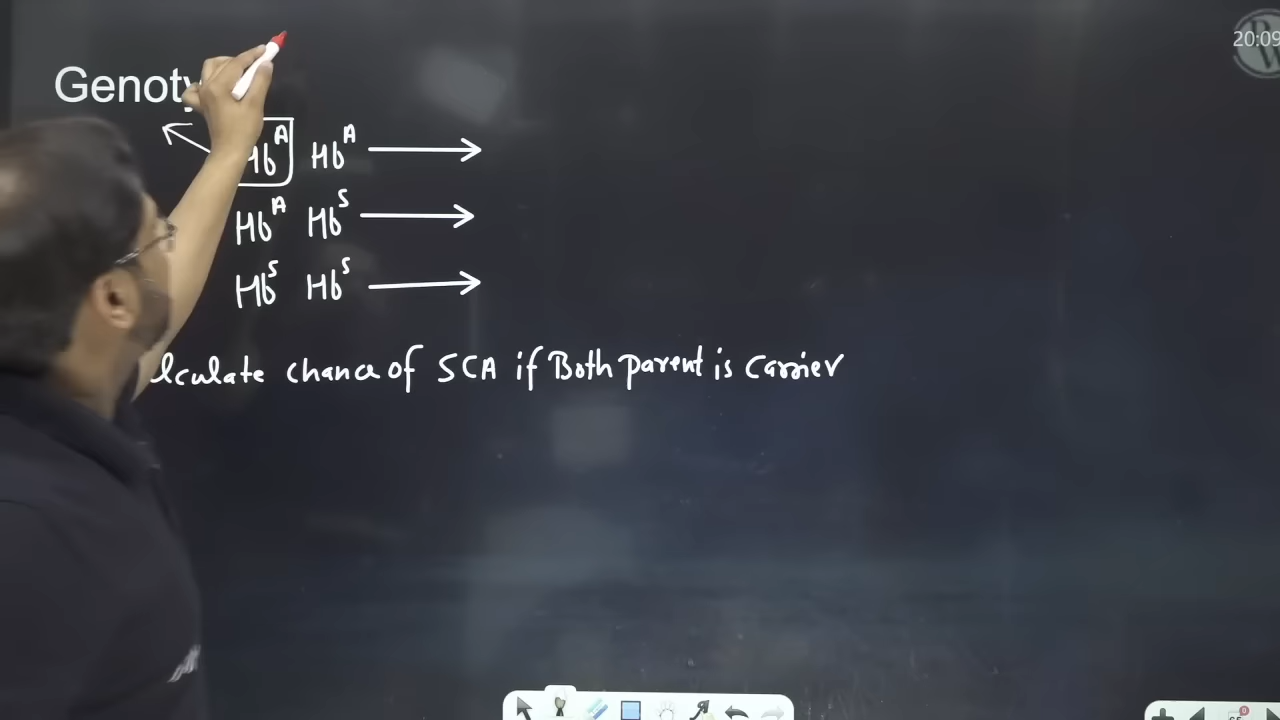 20:09
Genoty
Hb^A Hb^A →
Hb^A Hb^S →
Hb^S Hb^S →
lculate chance of SCA if Both parent is carrier